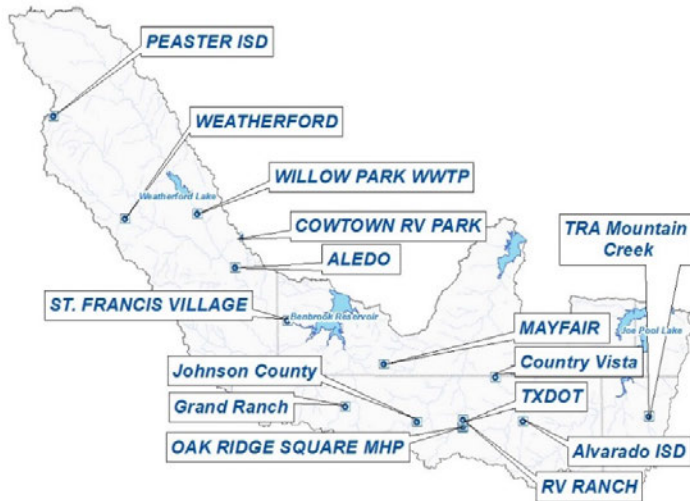 PEASTER ISD
WEATHERFORD
WILLOW PARK WWTP
Weatherford Lake
COWTOWN RV PARK
TRA Mountain
Creek
ALEDO
ST. FRANCIS VILLAGE
Benbrook Reservoir
MAYFAIR
Joe Pool Lake
Johnson County
Country Vista
Grand Ranch
TXDOT
OAK RIDGE SQUARE MHP
Alvarado ISD
RV RANCH